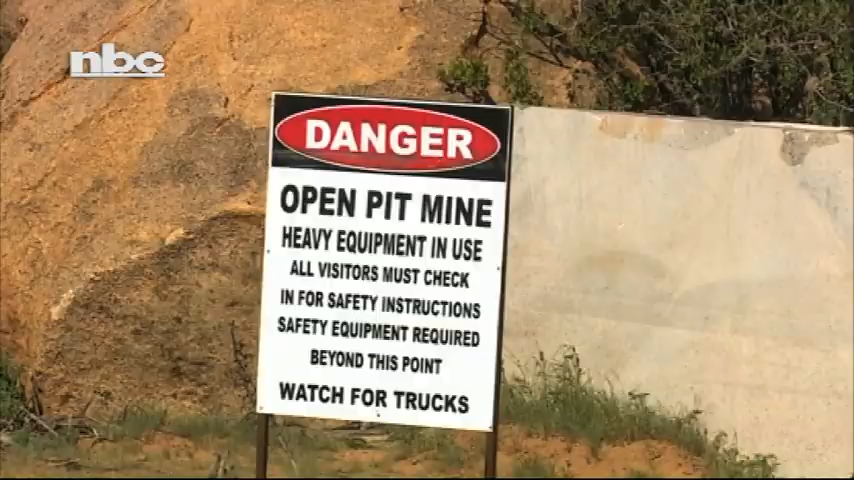 nbc
DANGER
OPEN PIT MINE
HEAVY EQUIPMENT IN USE
ALL VISITORS MUST CHECK
IN FOR SAFETY INSTRUCTIONS
SAFETY EQUIPMENT REQUIRED
BEYOND THIS POINT
WATCH FOR TRUCKS